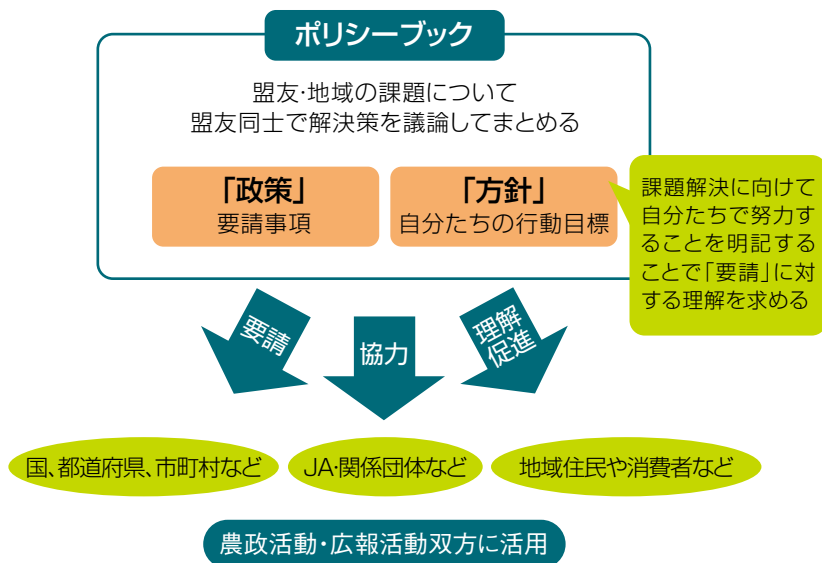 ポリシーブック
盟友・地域の課題について
盟友同士で解決策を議論してまとめる
「政策」
要請事項
「方針」
自分たちの行動目標
課題解決に向けて
自分たちで努力す
ることを明記する
ことで「要請」に対
する理解を求める
要請
協力
理解
促進
国、都道府県、市町村など
JA・関係団体など
地域住民や消費者など
農政活動・広報活動双方に活用